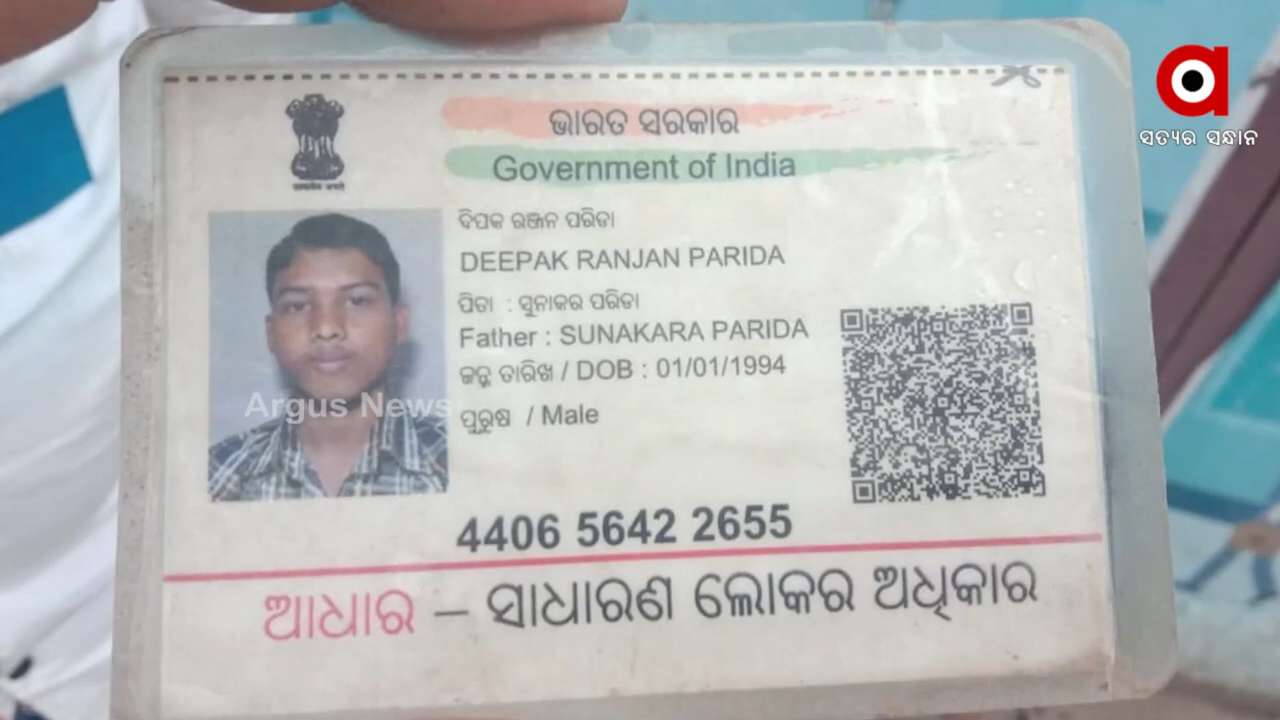 ସତ୍ୟର ସନ୍ଧାନ
ଭାରତ ସରକାର
Government of India
ଦିପକ ରଞ୍ଜନ ପରିଡା
DEEPAK RANJAN PARIDA
ପିତା : ସୁନାକର ପରିଡା
Father : SUNAKARA PARIDA
ଜନ୍ମ ତାରିଖ / DOB : 01/01/1994
Argus News
ପୁରୁଷ / Male
4406 5642 2655
ଆଧାର – ସାଧାରଣ ଲୋକର ଅଧିକାର